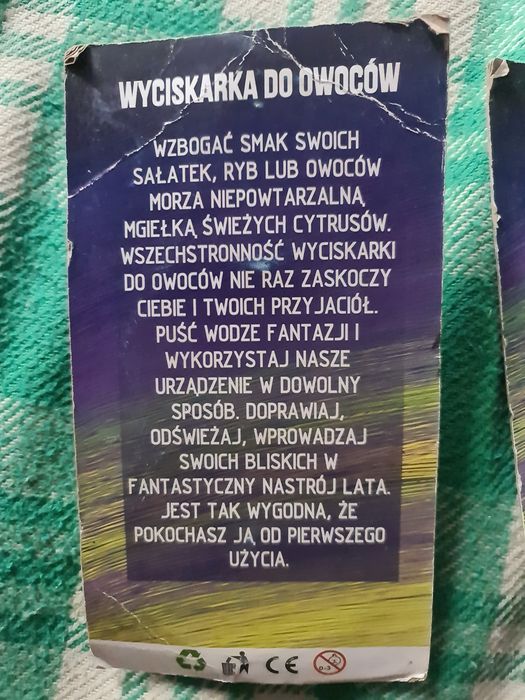 WYCISKARKA DO OWOCÓW
WZBOGAĆ SMAK SWOICH
SAŁATEK, RYB LUB OWOCÓW
MORZA NIEPOWTARZALNĄ
MGIEŁKĄ ŚWIEŻYCH CYTRUSÓW.
WSZECHSTRONNOŚĆ WYCISKARKI
DO OWOCÓW NIE RAZ ZASKOCZY
CIEBIE I TWOICH PRZYJACIÓŁ.
PUŚĆ WODZE FANTAZJI I
WYKORZYSTAJ NASZE
URZĄDZENIE W DOWOLNY
SPOSÓB. DOPRAWIAJ,
ODŚWIEŻAJ, WPROWADZAJ
SWOICH BLISKICH W
FANTASTYCZNY NASTRÓJ LATA.
JEST TAK WYGODNA, ŻE
POKOCHASZ JĄ OD PIERWSZEGO
UŻYCIA.
CE 0-3